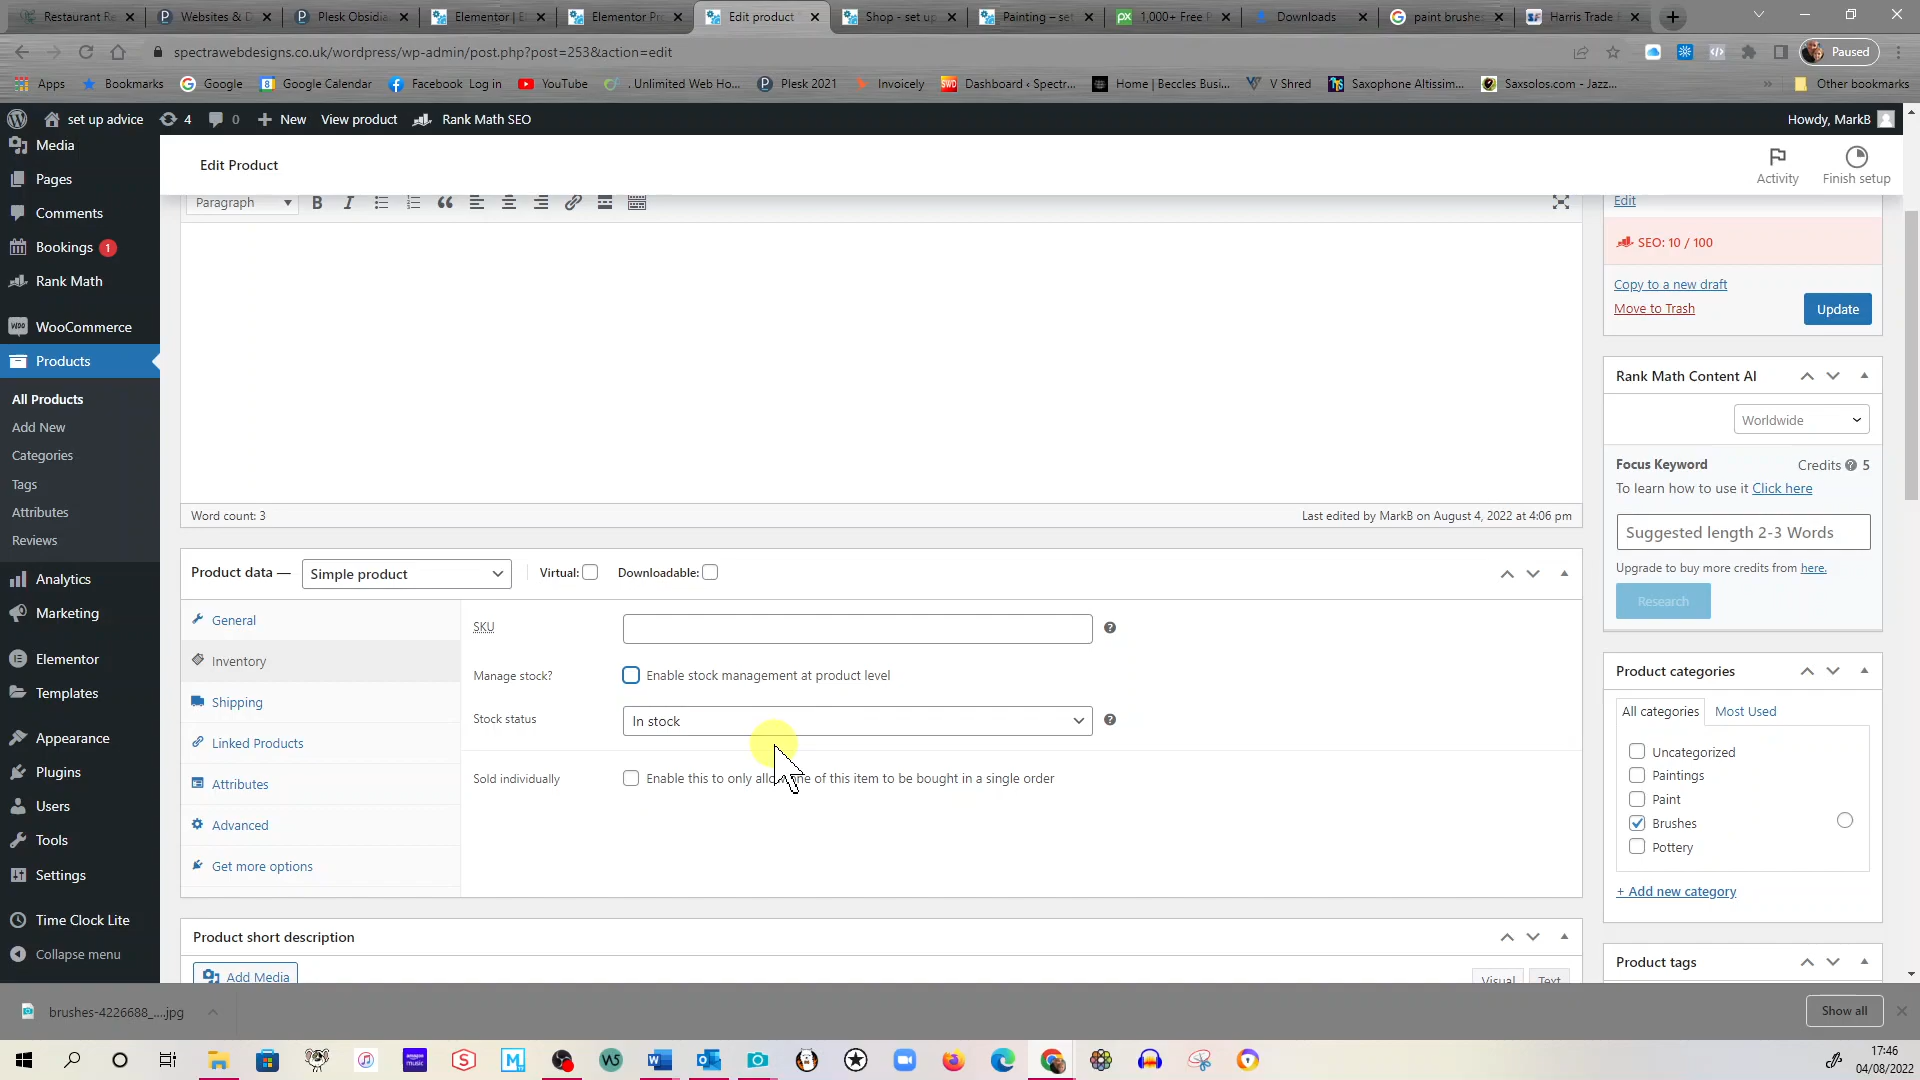 Restaurant Re
Websites & D
Plesk Obsidia
Elementor | E
Elementor Pr
Edit product
Shop - set up
Painting – set
1,000+ Free P
Downloads
paint brushes
Harris Trade F
spectrawebdesigns.co.uk/wordpress/wp-admin/post.php?post=253&action=edit
Paused
Apps
Bookmarks
Google
Google Calendar
Facebook Log in
YouTube
. Unlimited Web Ho...
Plesk 2021
Invoicely
Dashboard ‹ Spectr...
Home | Beccles Busi...
V Shred
Saxophone Altissim...
Saxsolos.com - Jazz...
»
Other bookmarks
set up advice
4
0
New
View product
Rank Math SEO
Howdy, MarkB
Media
Pages
Comments
Bookings 1
Rank Math
WooCommerce
Products
All Products
Add New
Categories
Tags
Attributes
Reviews
Analytics
Marketing
Elementor
Templates
Appearance
Plugins
Users
Tools
Settings
Time Clock Lite
Collapse menu
Edit Product
Activity
Finish setup
Paragraph
B
I
Word count: 3
Last edited by MarkB on August 4, 2022 at 4:06 pm
Product data —
Simple product
Virtual:
Downloadable:
General
Inventory
Shipping
Linked Products
Attributes
Advanced
Get more options
SKU
Manage stock?
Enable stock management at product level
Stock status
In stock
Sold individually
Enable this to only allow one of this item to be bought in a single order
Product short description
Add Media
Visual
Text
Edit
SEO: 10 / 100
Copy to a new draft
Move to Trash
Update
Rank Math Content AI
Worldwide
Focus Keyword
Credits ? 5
To learn how to use it Click here
Suggested length 2-3 Words
Upgrade to buy more credits from here.
Research
Product categories
All categories
Most Used
Uncategorized
Paintings
Paint
Brushes
Pottery
+ Add new category
Product tags
brushes-4226688_....jpg
Show all
17:46
04/08/2022